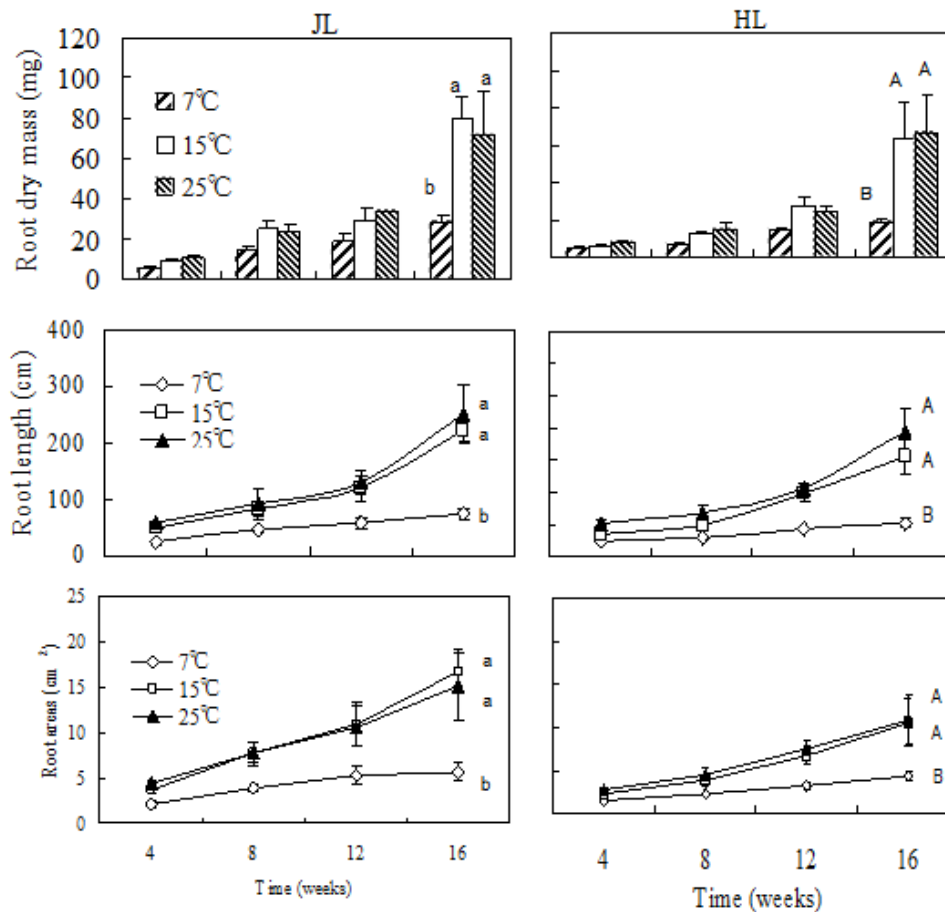 JL
HL
Root dry mass (mg)
120
100
80
60
40
20
0
7℃
15℃
25℃
b
a
a
B
A
A
Root length (cm)
400
300
200
100
0
7℃
15℃
25℃
a
a
b
A
A
B
Root areas (cm²)
25
20
15
10
5
0
7℃
15℃
25℃
a
a
b
A
A
B
4 8 12 16
Time (weeks)
4 8 12 16
Time (weeks)